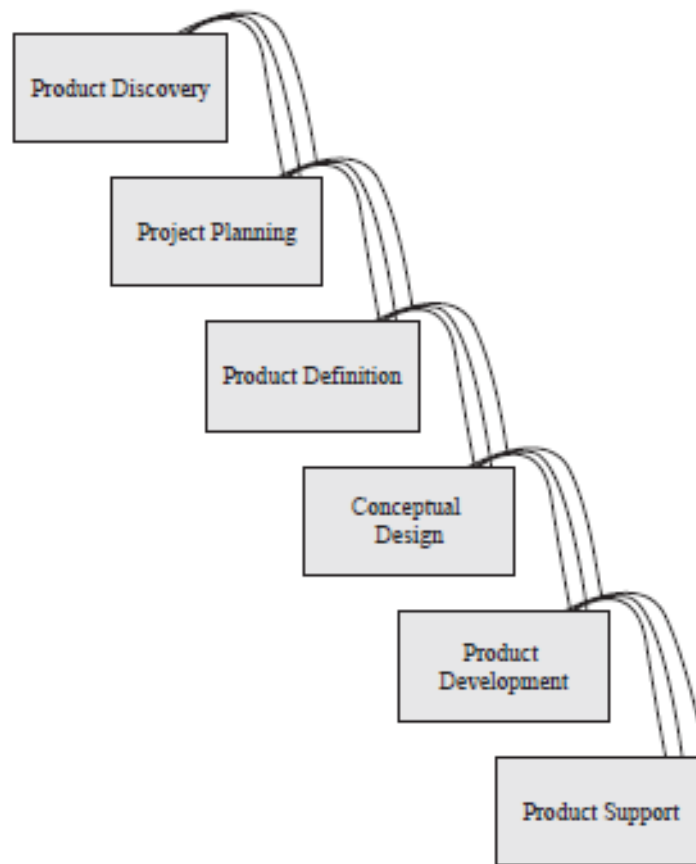 Product Discovery
Project Planning
Product Definition
Conceptual
Design
Product
Development
Product Support